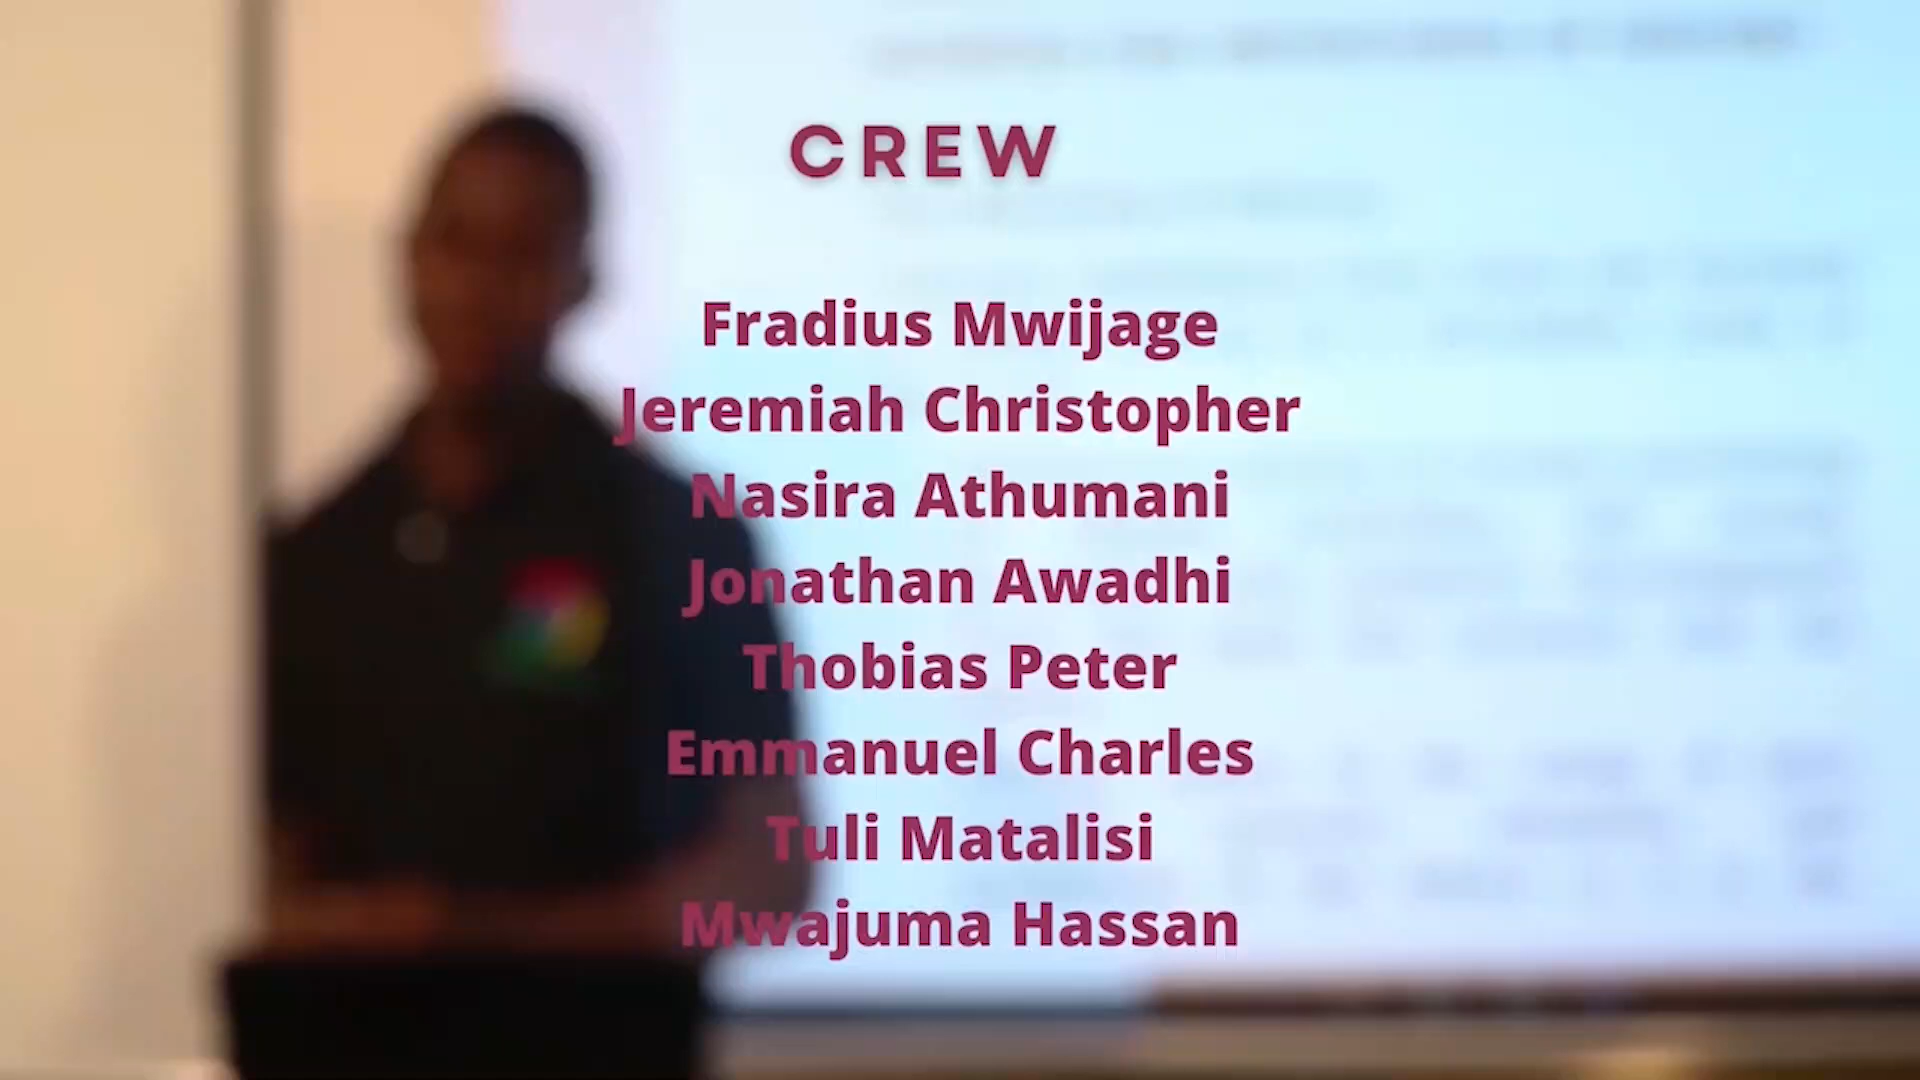 CREW
Fradius Mwijage
Jeremiah Christopher
Nasira Athumani
Jonathan Awadhi
Thobias Peter
Emmanuel Charles
Tuli Matalisi
Mwajuma Hassan